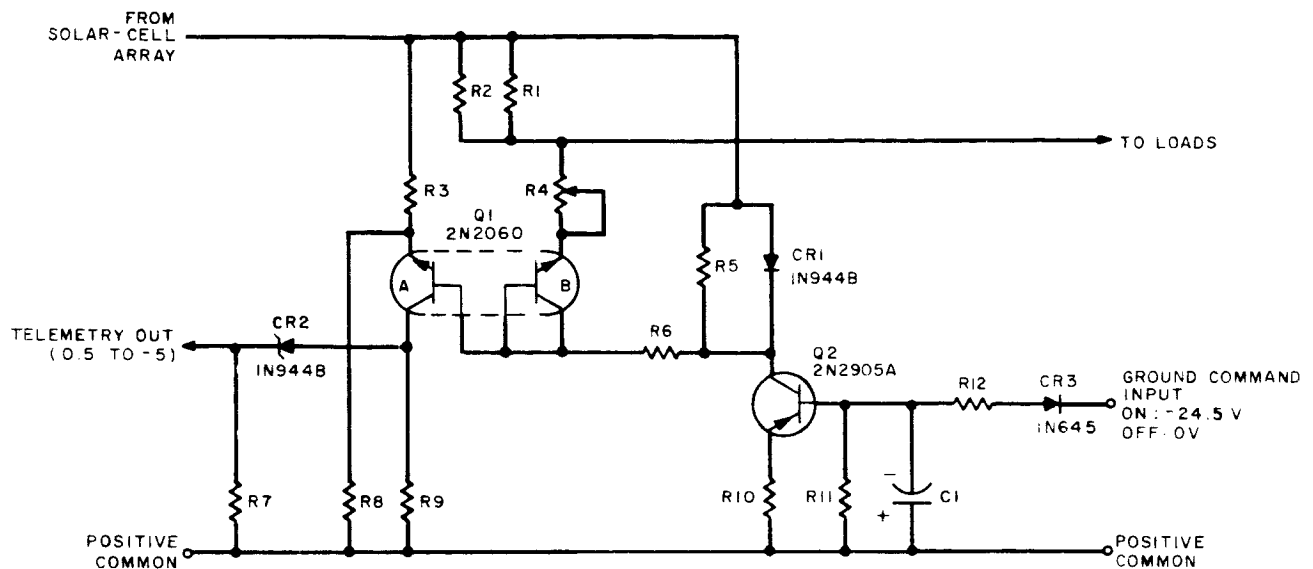 FROM
SOLAR-CELL
ARRAY
R2
R1
TO LOADS
R3
R4
Q1
2N2060
A
B
R5
CR1
1N944B
TELEMETRY OUT
(0.5 TO -5)
CR2
1N944B
R6
Q2
2N2905A
R12
CR3
1N645
GROUND COMMAND
INPUT
ON: -24.5 V
OFF: 0V
R7
R8
R9
R10
R11
-
+
C1
POSITIVE
COMMON
POSITIVE
COMMON